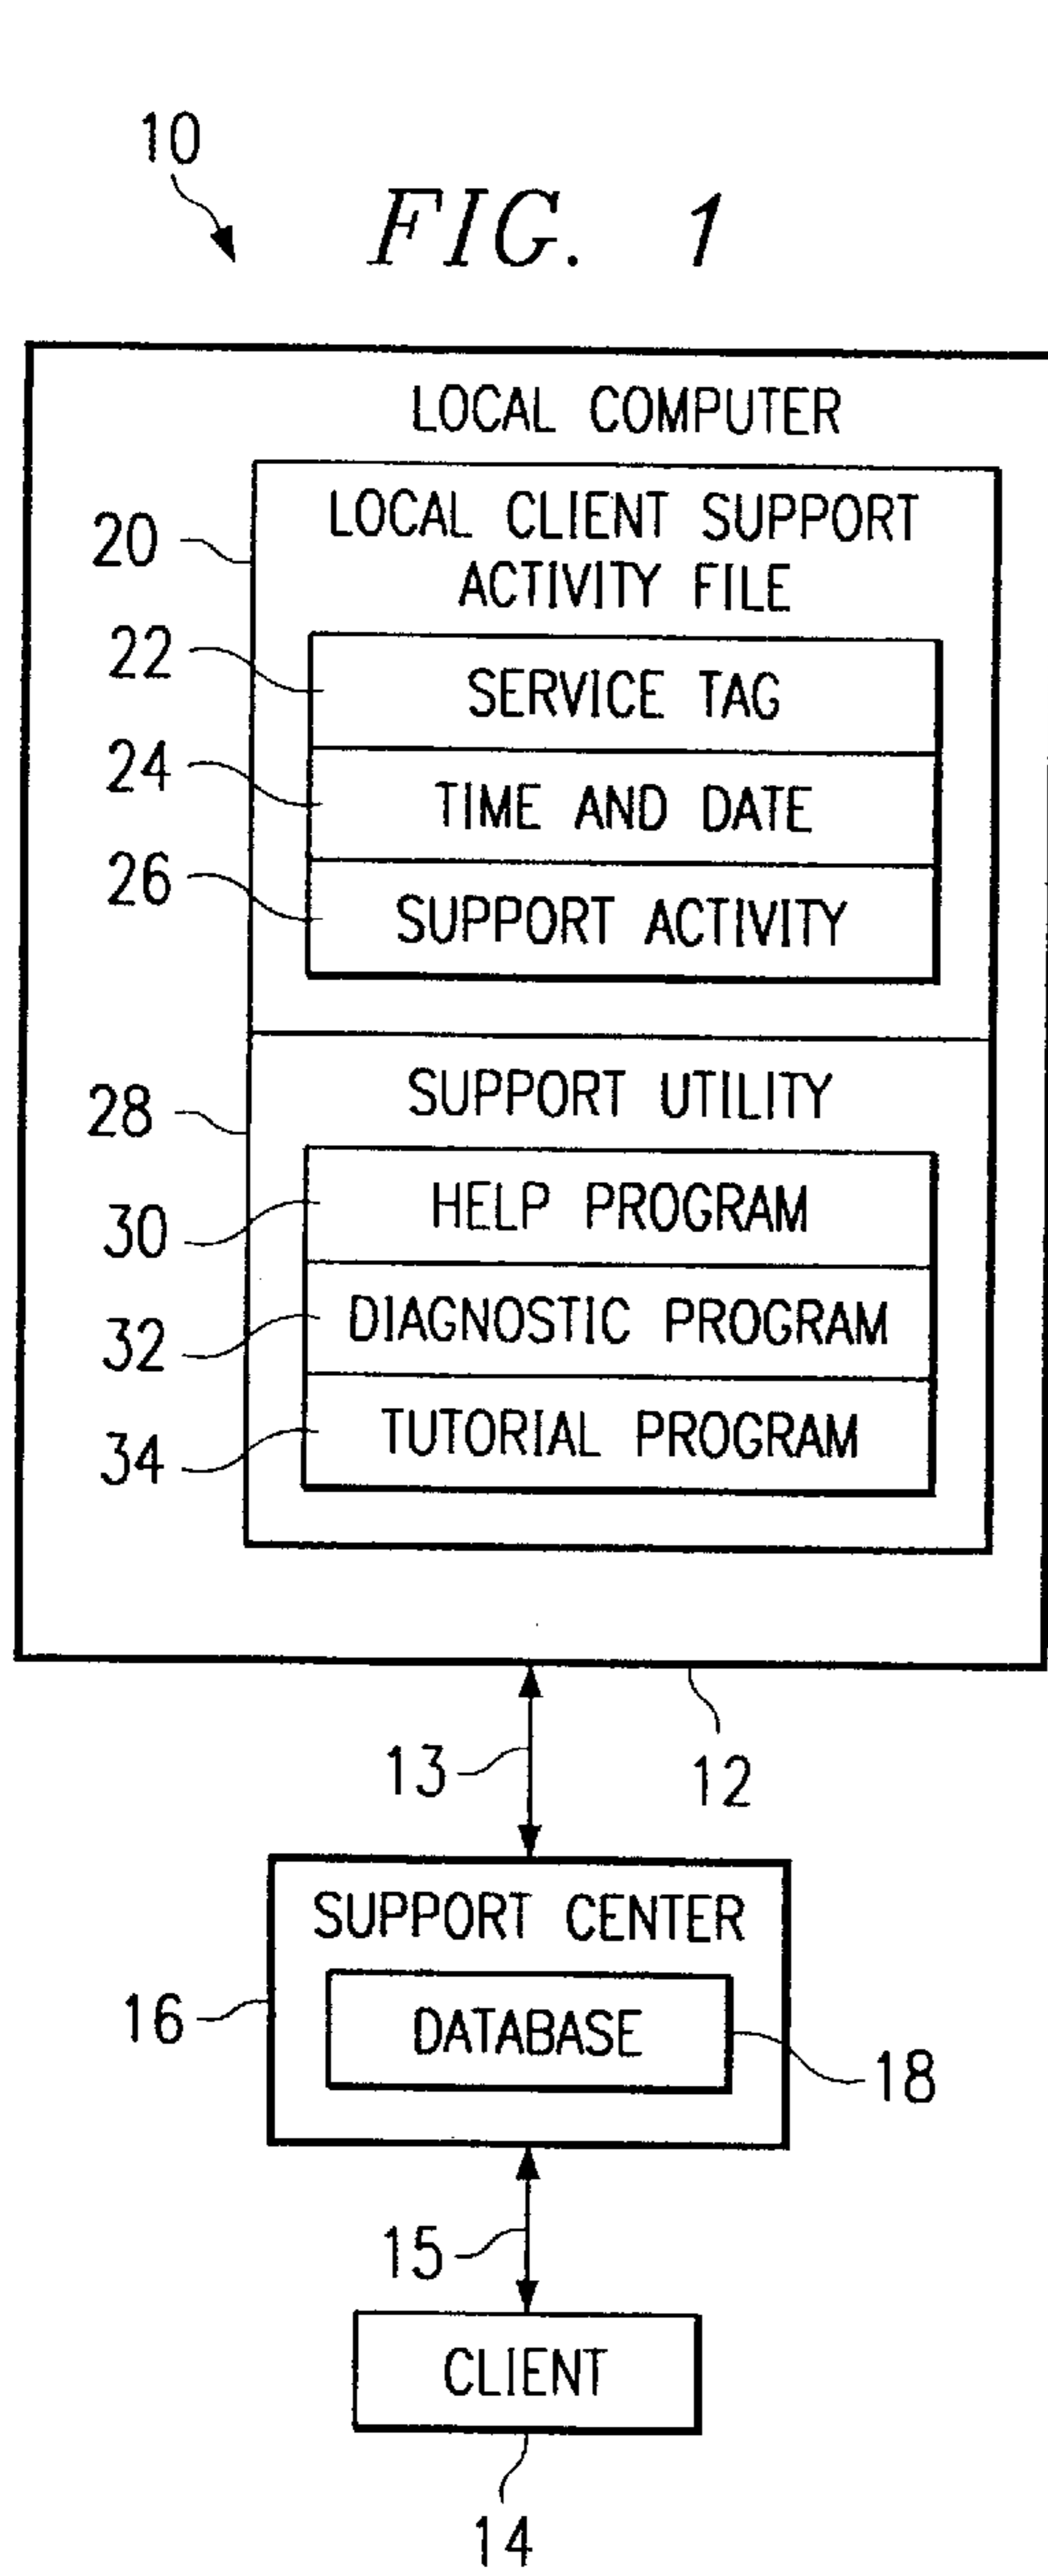 10
FIG. 1
LOCAL COMPUTER
20
LOCAL CLIENT SUPPORT
ACTIVITY FILE
22
SERVICE TAG
24
TIME AND DATE
26
SUPPORT ACTIVITY
28
SUPPORT UTILITY
30
HELP PROGRAM
32
DIAGNOSTIC PROGRAM
34
TUTORIAL PROGRAM
13
12
SUPPORT CENTER
16
DATABASE
18
15
CLIENT
14